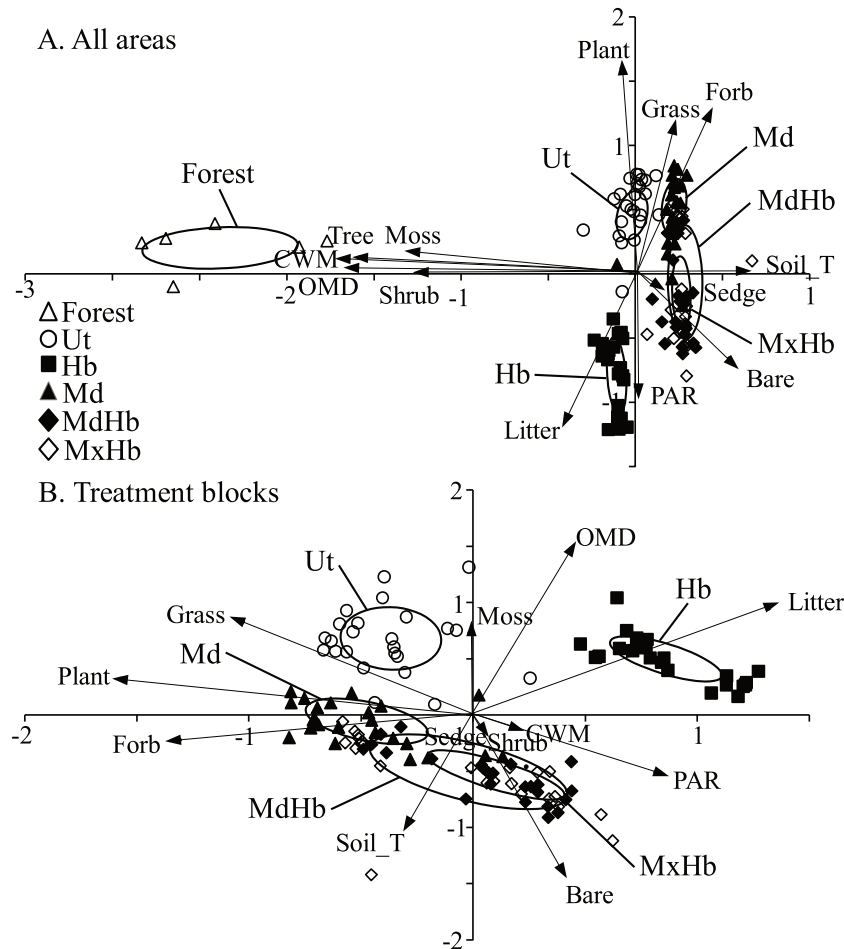 A. All areas
2
Plant
Forb
Grass
Md
1
Ut
MdHb
Forest
Tree Moss
CWM
Soil_T
-3
-2
-1
1
OMD
Shrub
Sedge
Forest
Ut
MxHb
Hb
Hb
Bare
Md
-1
PAR
MdHb
Litter
MxHb
B. Treatment blocks
2
OMD
Ut
Hb
1
Litter
Grass
Moss
Md
Plant
-2
-1
1
Forb
Sedge
Shrub
CWM
PAR
MdHb
-1
Soil_T
MxHb
Bare
-2